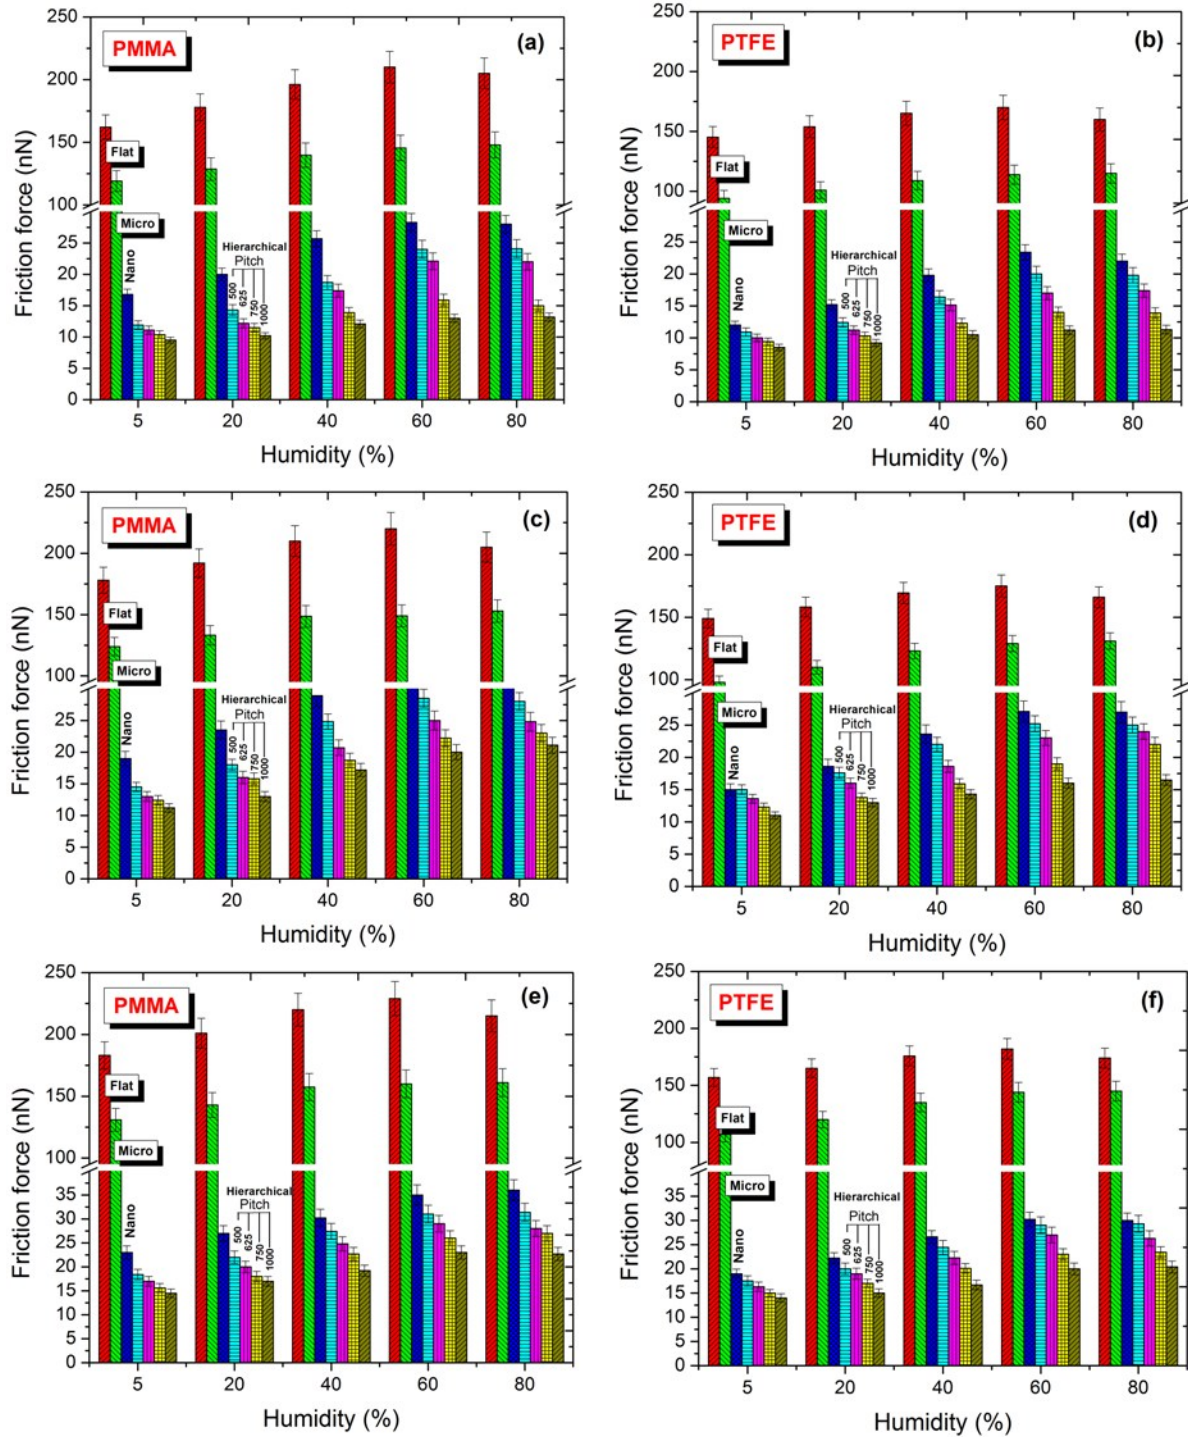 PMMA
(a)
Friction force (nN)
250
200
150
100
25
20
15
10
5
0
Flat
Micro
Nano
Hierarchical
Pitch
500
625
750
1000
5 20 40 60 80
Humidity (%)
PTFE
(b)
Friction force (nN)
250
200
150
100
25
20
15
10
5
0
Flat
Micro
Nano
Hierarchical
Pitch
500
625
750
1000
5 20 40 60 80
Humidity (%)
PMMA
(c)
Friction force (nN)
250
200
150
100
25
20
15
10
5
0
Flat
Micro
Nano
Hierarchical
Pitch
500
625
750
1000
5 20 40 60 80
Humidity (%)
PTFE
(d)
Friction force (nN)
250
200
150
100
25
20
15
10
5
0
Flat
Micro
Nano
Hierarchical
Pitch
500
625
750
1000
5 20 40 60 80
Humidity (%)
PMMA
(e)
Friction force (nN)
250
200
150
100
35
30
25
20
15
10
5
0
Flat
Micro
Nano
Hierarchical
Pitch
500
625
750
1000
5 20 40 60 80
Humidity (%)
PTFE
(f)
Friction force (nN)
250
200
150
100
35
30
25
20
15
10
5
0
Flat
Micro
Nano
Hierarchical
Pitch
500
625
750
1000
5 20 40 60 80
Humidity (%)